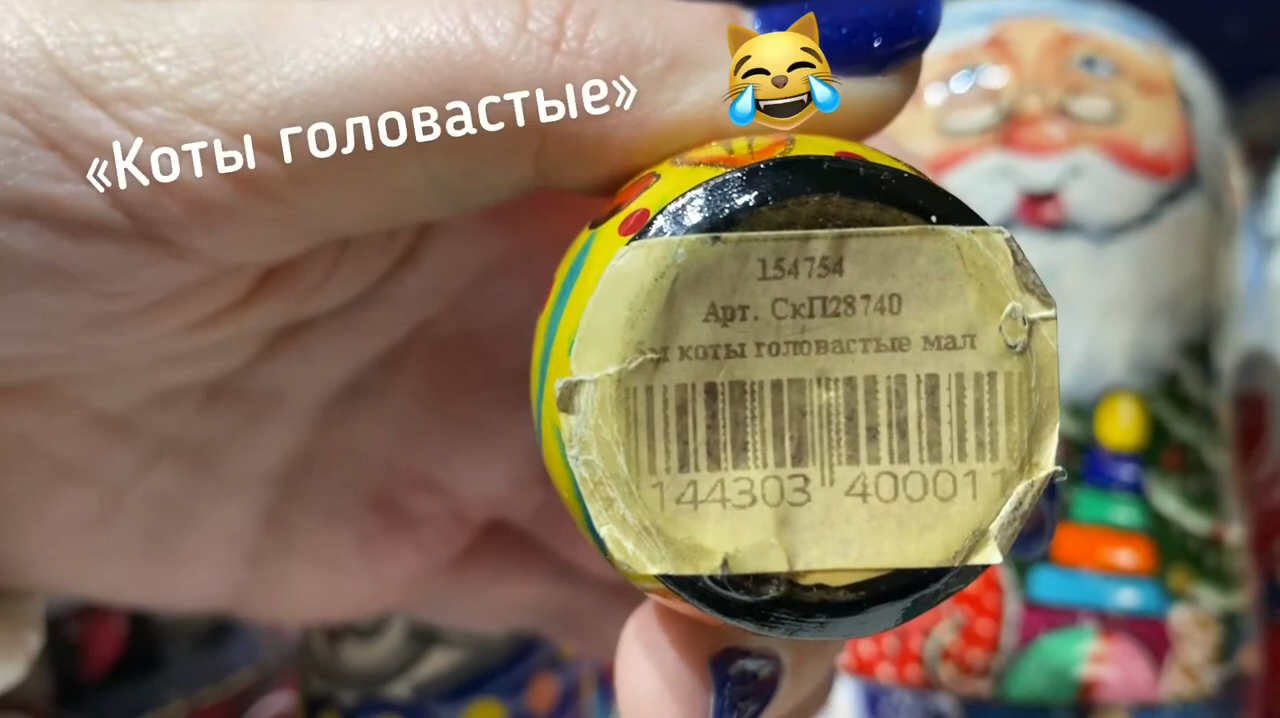 «Коты головастые»
154754
Арт. СкП28740
коты головастые мал
144303 400011